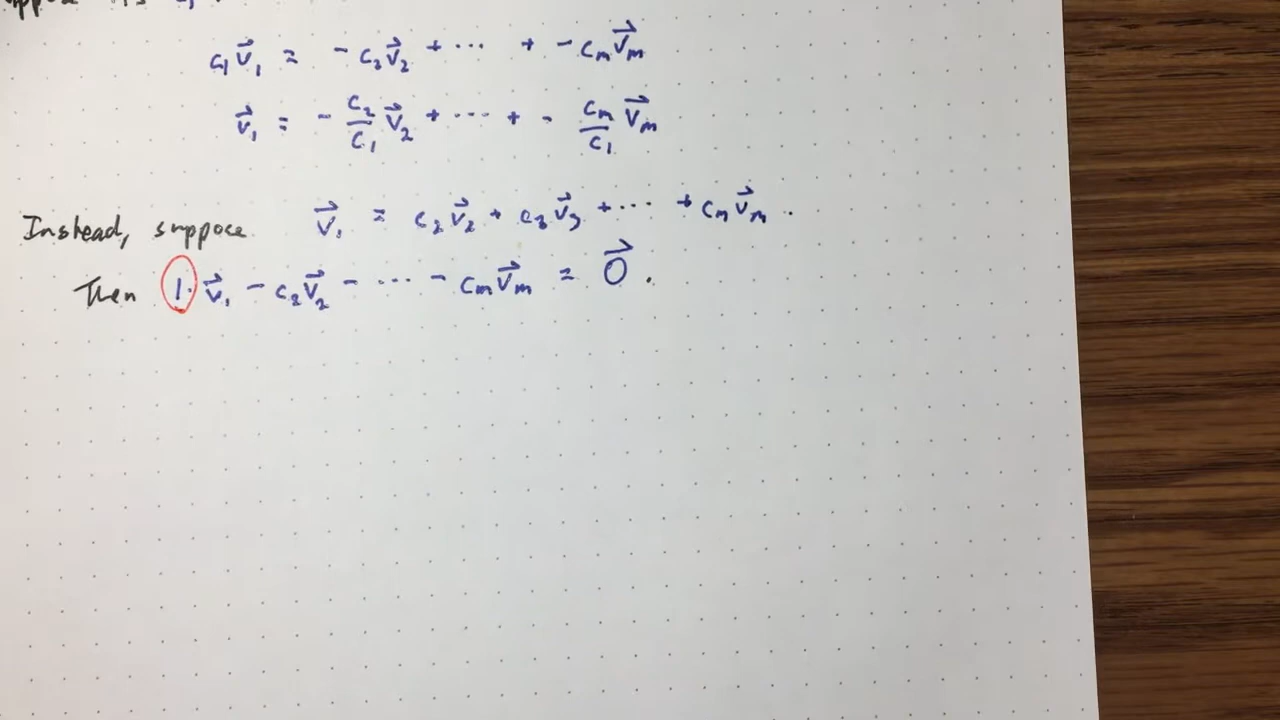 c₁v⃗₁ = -c₂v⃗₂ + ⋯ + -cₘv⃗ₘ
v⃗₁ = -c₂/c₁ v⃗₂ + ⋯ + - cₘ/c₁ v⃗ₘ
Instead, suppose v⃗₁ = c₂v⃗₂ + c₃v⃗₃ + ⋯ + cₘv⃗ₘ.
Then 1·v⃗₁ - c₂v⃗₂ - ⋯ - cₘv⃗ₘ = 0⃗.